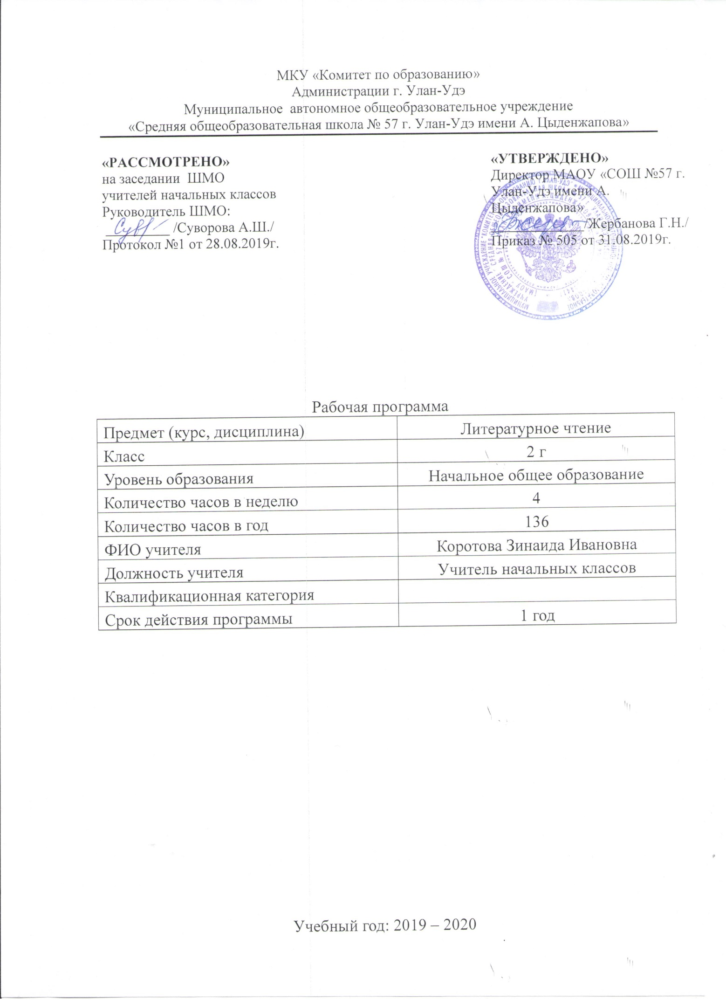 МКУ «Комитет по образованию»
Администрации г. Улан-Удэ
Муниципальное автономное общеобразовательное учреждение
«Средняя общеобразовательная школа № 57 г. Улан-Удэ имени А. Цыденжапова»
«РАССМОТРЕНО»
на заседании ШМО
учителей начальных классов
Руководитель ШМО:
/Суворова А.Ш./
Протокол №1 от 28.08.2019г.
«УТВЕРЖДЕНО»
Директор МАОУ «СОШ №57 г.
Улан-Удэ имени А.
Цыденжапова»
/Жербанова Г.Н./
Приказ № 505 от 31.08.2019г.
Рабочая программа
Предмет (курс, дисциплина) Литературное чтение
Класс 2 г
Уровень образования Начальное общее образование
Количество часов в неделю 4
Количество часов в год 136
ФИО учителя Коротова Зинаида Ивановна
Должность учителя Учитель начальных классов
Квалификационная категория
Срок действия программы 1 год
Учебный год: 2019 – 2020